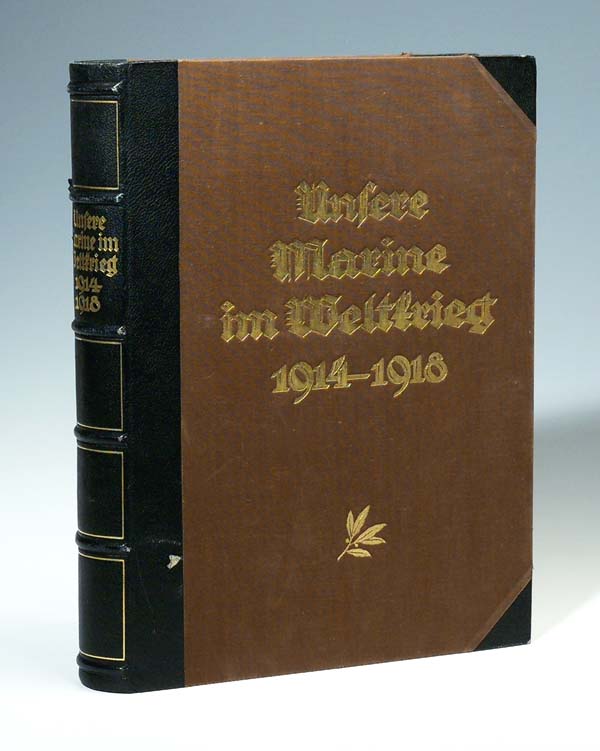 Unsere
Marine
im Weltkrieg
1914–1918
Unsere
Marine im
Weltkrieg
1914
1918